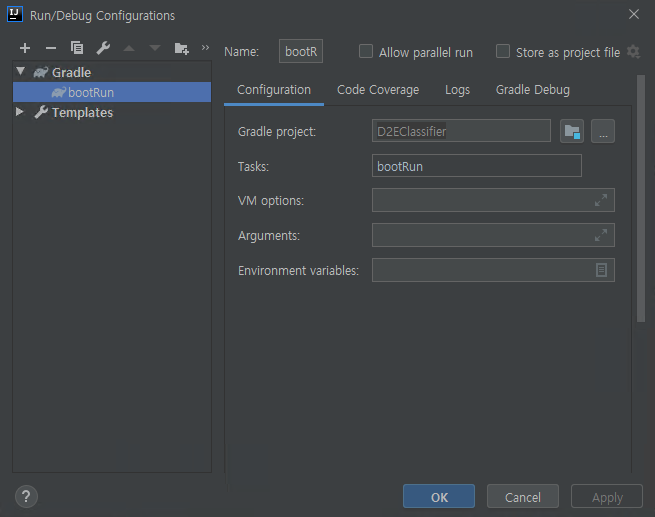 IJ
Run/Debug Configurations
Name: bootR Allow parallel run Store as project file
Gradle
bootRun
Templates
Configuration Code Coverage Logs Gradle Debug
Gradle project: D2EClassifier ...
Tasks: bootRun
VM options:
Arguments:
Environment variables:
? OK Cancel Apply